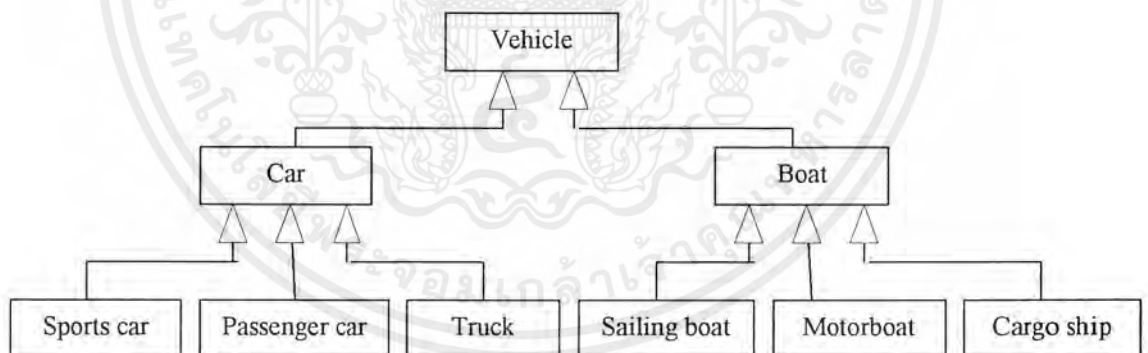 Vehicle
Car
Boat
Sports car
Passenger car
Truck
Sailing boat
Motorboat
Cargo ship